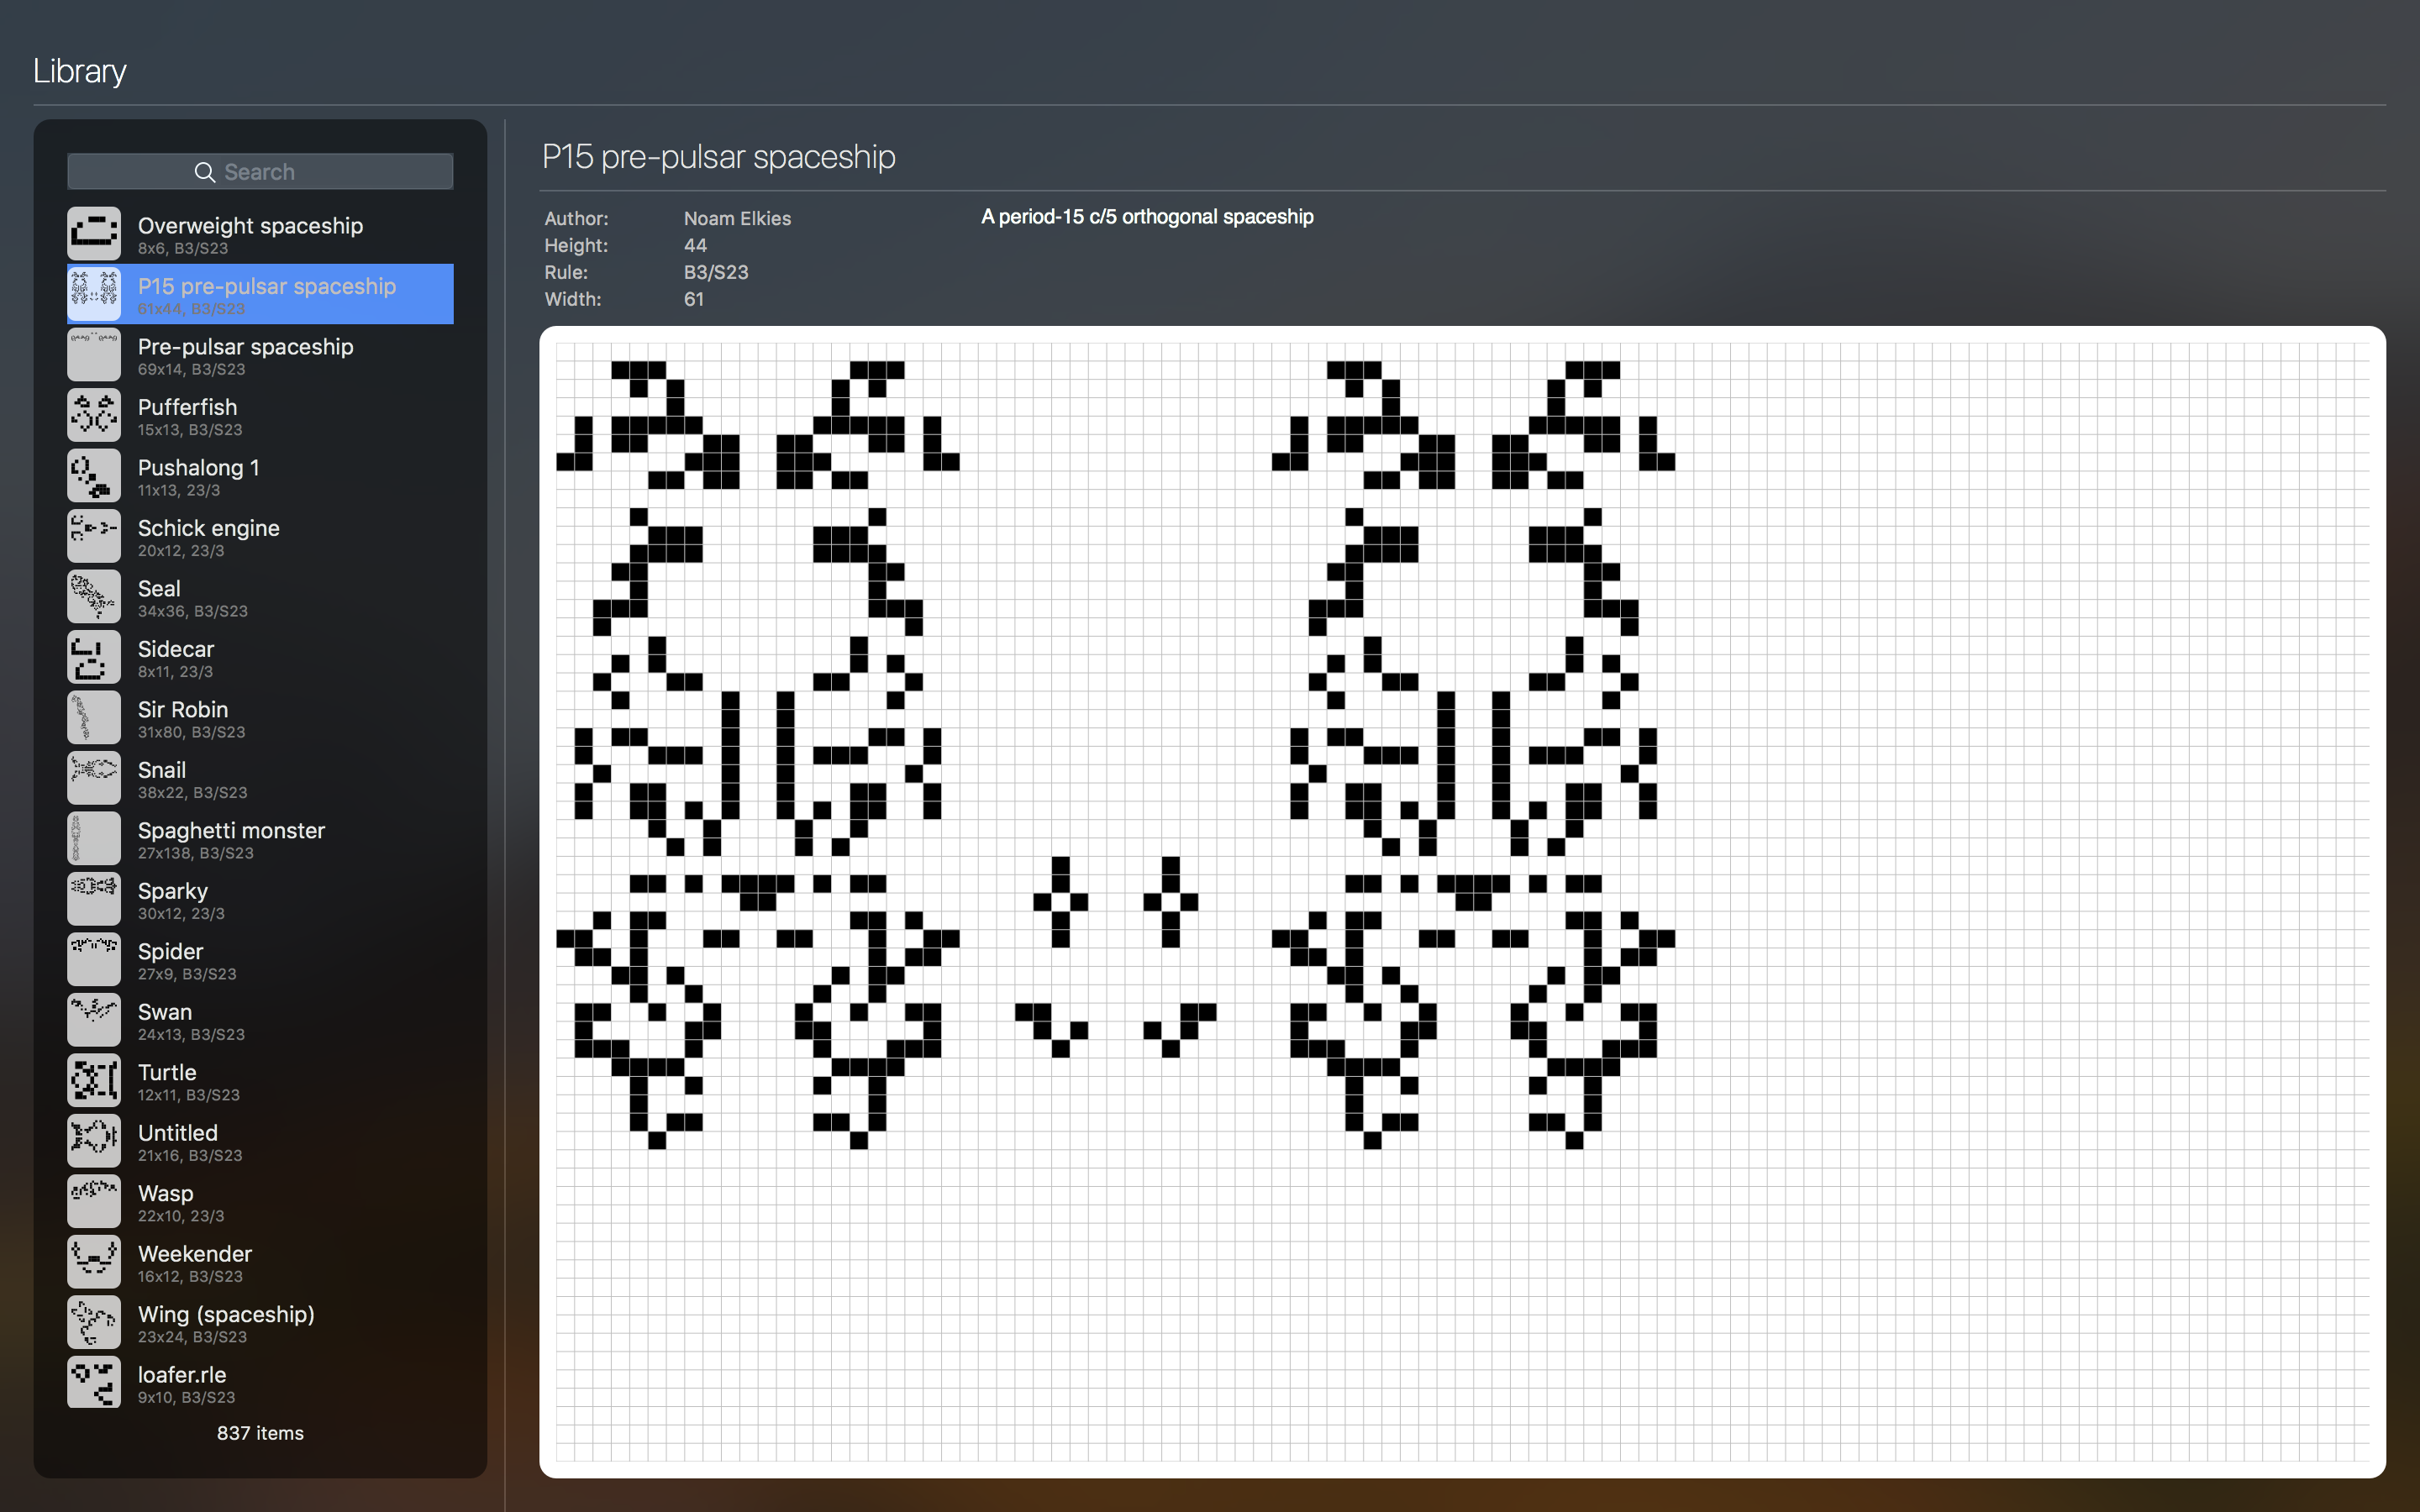 Library
Search
Overweight spaceship
8x6, B3/S23
P15 pre-pulsar spaceship
61x44, B3/S23
Pre-pulsar spaceship
69x14, B3/S23
Pufferfish
15x13, B3/S23
Pushalong 1
11x13, 23/3
Schick engine
20x12, 23/3
Seal
34x36, B3/S23
Sidecar
8x11, 23/3
Sir Robin
31x80, B3/S23
Snail
38x22, B3/S23
Spaghetti monster
27x138, B3/S23
Sparky
30x12, 23/3
Spider
27x9, B3/S23
Swan
24x13, B3/S23
Turtle
12x11, B3/S23
Untitled
21x16, B3/S23
Wasp
22x10, 23/3
Weekender
16x12, B3/S23
Wing (spaceship)
23x24, B3/S23
loafer.rle
9x10, B3/S23
837 items
P15 pre-pulsar spaceship
Author: Noam Elkies
Height: 44
Rule: B3/S23
Width: 61
A period-15 c/5 orthogonal spaceship